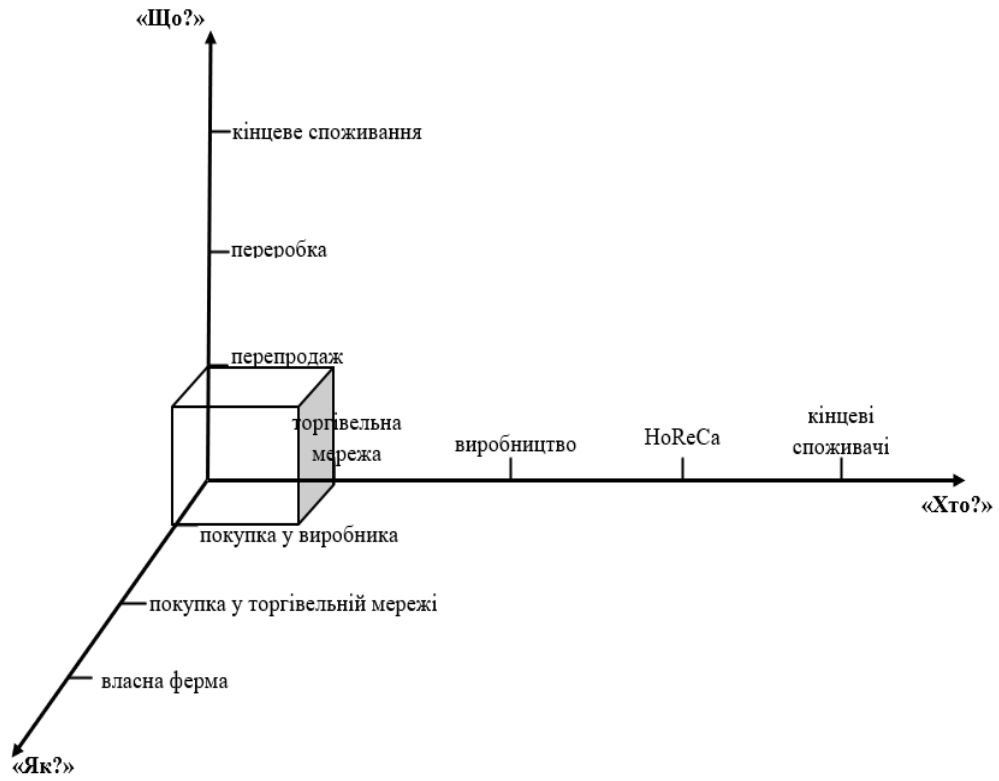 «Що?»
кінцеве споживання
переробка
перепродаж
торгівельна
мережа
виробництво
HoReCa
кінцеві
споживачі
«Хто?»
покупка у виробника
покупка у торгівельній мережі
власна ферма
«Як?»